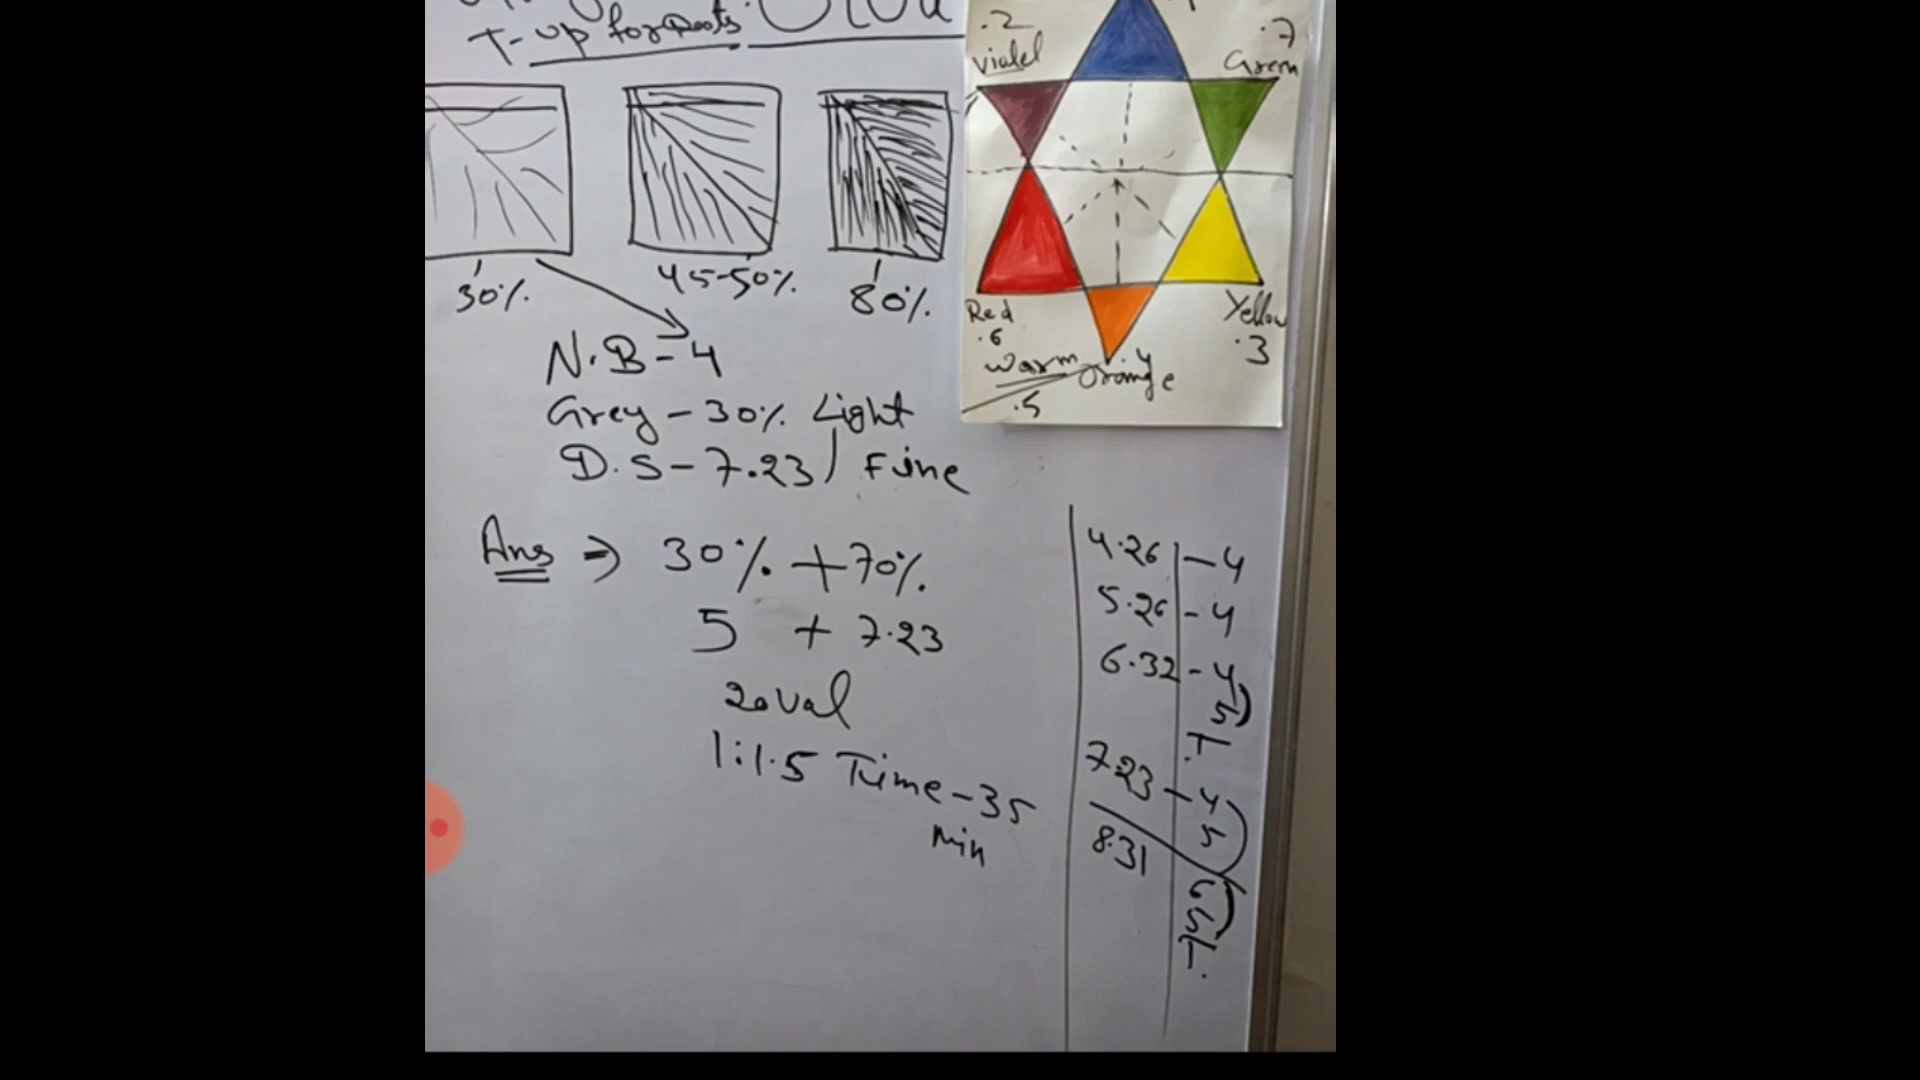 T-up for Roots.
.2
Vialel
.7
Green
30%.
45-50%.
80%.
Red
.6
Yellow
.3
Warm
.4
Orange
.5
N.B-4
Grey - 30%. Light
D.S - 7.23/ Fine
Ans ⇒ 30%. + 70%.
5 + 7.23
20 Vol
1:1.5 Time - 35
Min
4.26 - 4
5.26 - 4
6.32 - 4
5
T.
7.23 - 4
5
8.31
6
5
T.